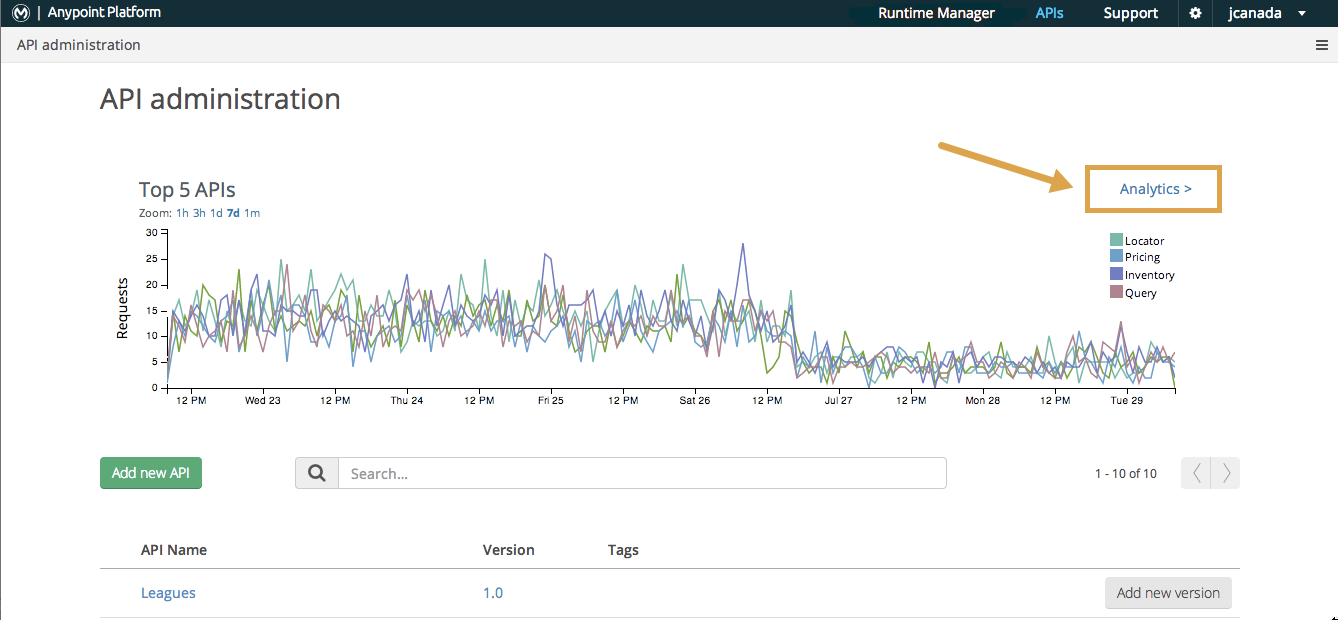 | Anypoint Platform Runtime Manager APIs Support jcanada
API administration
API administration
Top 5 APIs
Analytics >
Zoom: 1h 3h 1d 7d 1m
Requests
30
25
20
15
10
5
0
12 PM Wed 23 12 PM Thu 24 12 PM Fri 25 12 PM Sat 26 12 PM Jul 27 12 PM Mon 28 12 PM Tue 29
Locator
Pricing
Inventory
Query
Add new API Search... 1 - 10 of 10
API Name Version Tags
Leagues 1.0 Add new version